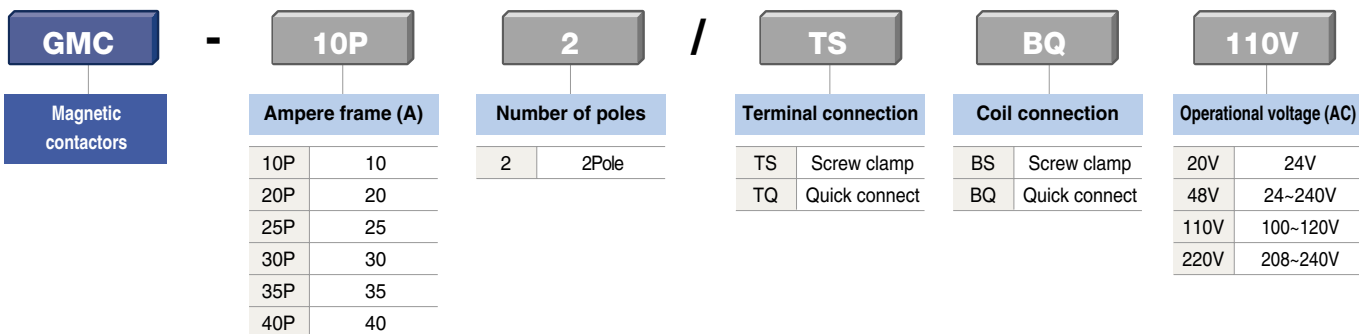 GMC - 10P 2 / TS BQ 110V
Magnetic contactors
Ampere frame (A)
10P 10
20P 20
25P 25
30P 30
35P 35
40P 40
Number of poles
2 2Pole
Terminal connection
TS Screw clamp
TQ Quick connect
Coil connection
BS Screw clamp
BQ Quick connect
Operational voltage (AC)
20V 24V
48V 24~240V
110V 100~120V
220V 208~240V